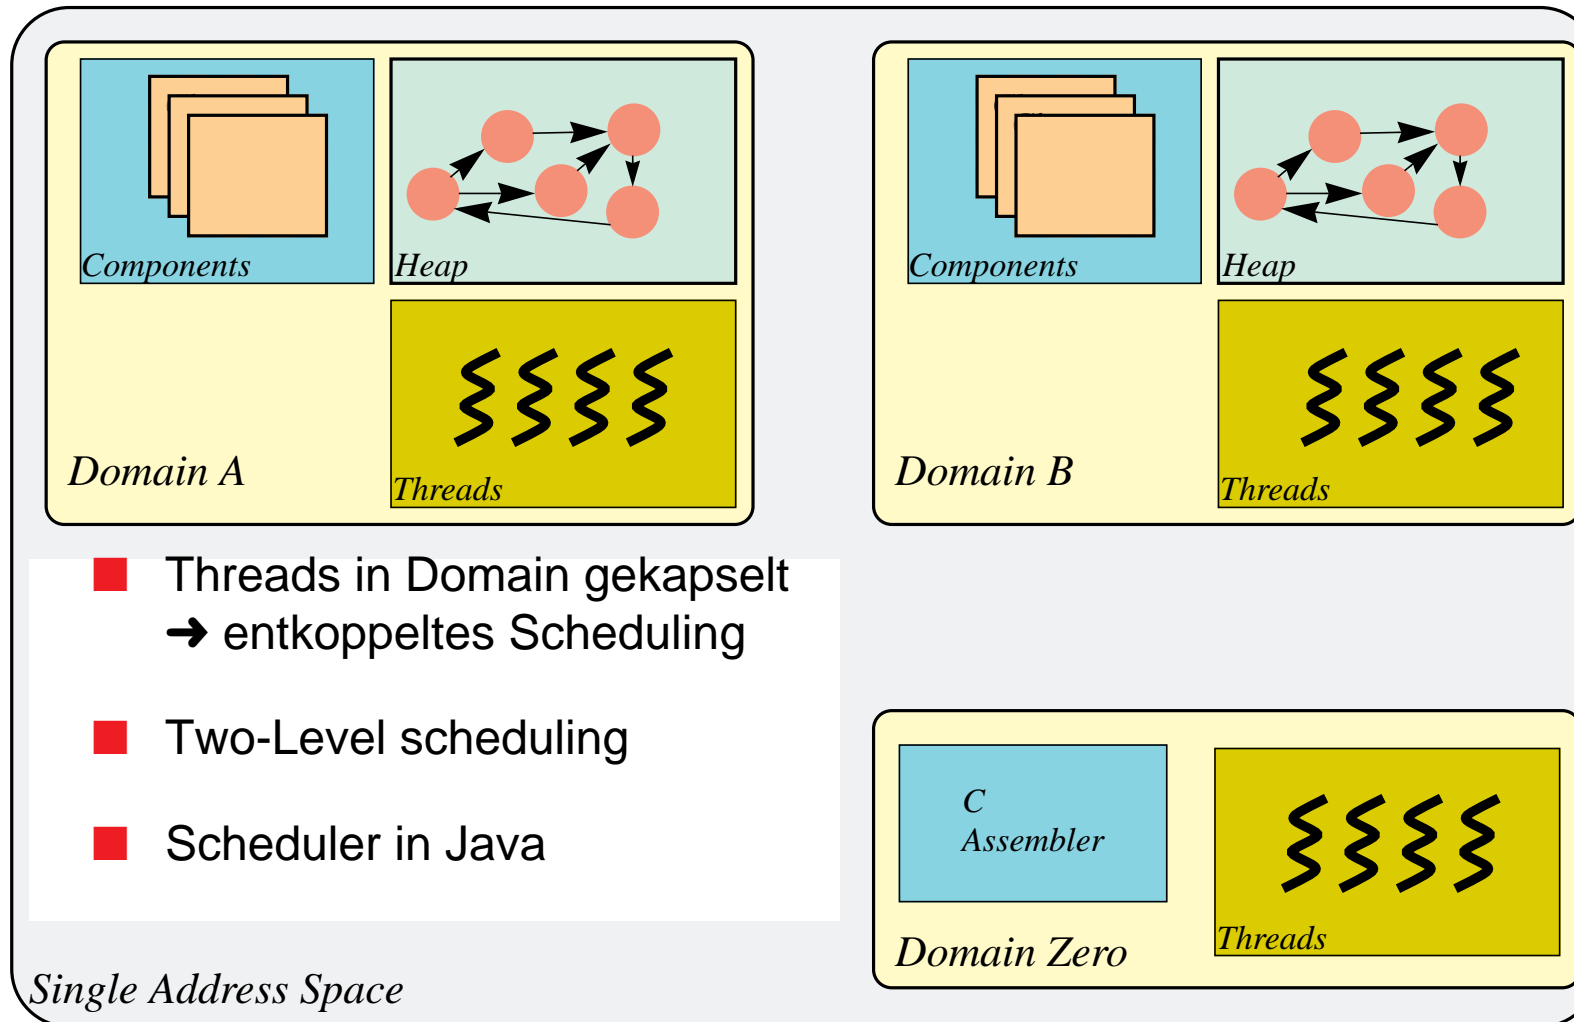 Components
Heap
Threads
Domain A
Components
Heap
Threads
Domain B
Threads in Domain gekapselt
➜ entkoppeltes Scheduling
Two-Level scheduling
Scheduler in Java
C
Assembler
Threads
Domain Zero
Single Address Space